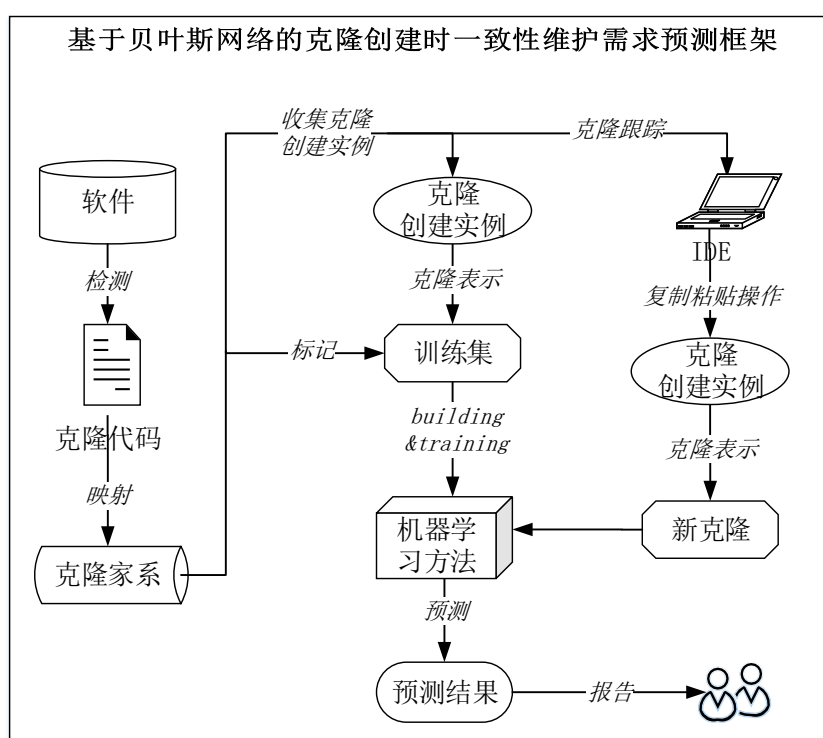 基于贝叶斯网络的克隆创建时一致性维护需求预测框架
收集克隆
创建实例
克隆跟踪
软件
克隆
创建实例
IDE
检测
克隆表示
复制粘贴操作
标记
训练集
克隆
创建实例
克隆代码
building
&training
克隆表示
映射
机器学
习方法
新克隆
克隆家系
预测
预测结果
报告